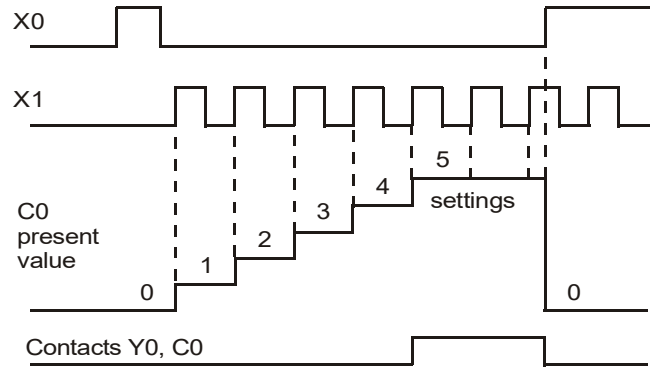 X0
X1
5
settings
4
3
2
1
0
C0
present
value
0
Contacts Y0, C0